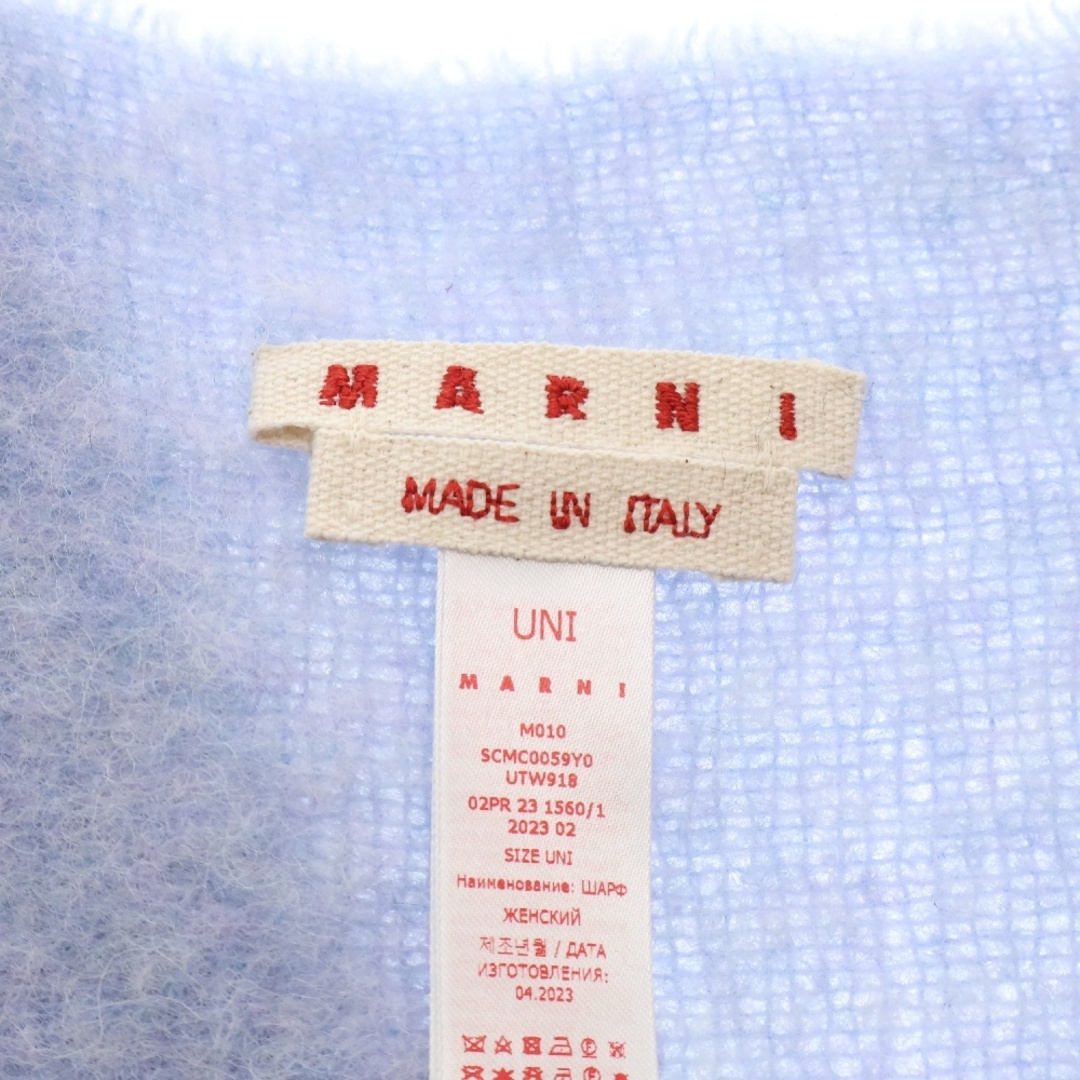 MARNI
MADE IN ITALY
UNI
MARNI
M010
SCMC0059Y0
UTW918
02PR 23 1560/1
2023 02
SIZE UNI
Наименование: ШАРФ
ЖЕНСКИЙ
제조년월 / ДАТА
ИЗГОТОВЛЕНИЯ:
04.2023